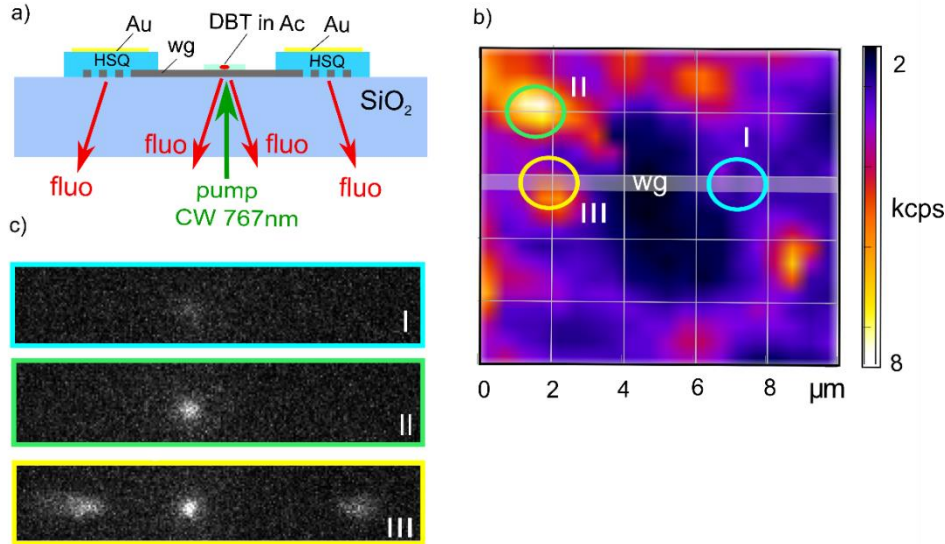 a)
Au
DBT in Ac
Au
wg
HSQ
HSQ
SiO₂
fluo
fluo
fluo
fluo
pump
CW 767nm
b)
II
I
wg
III
2
kcps
8
0
2
4
6
8
µm
c)
I
II
III